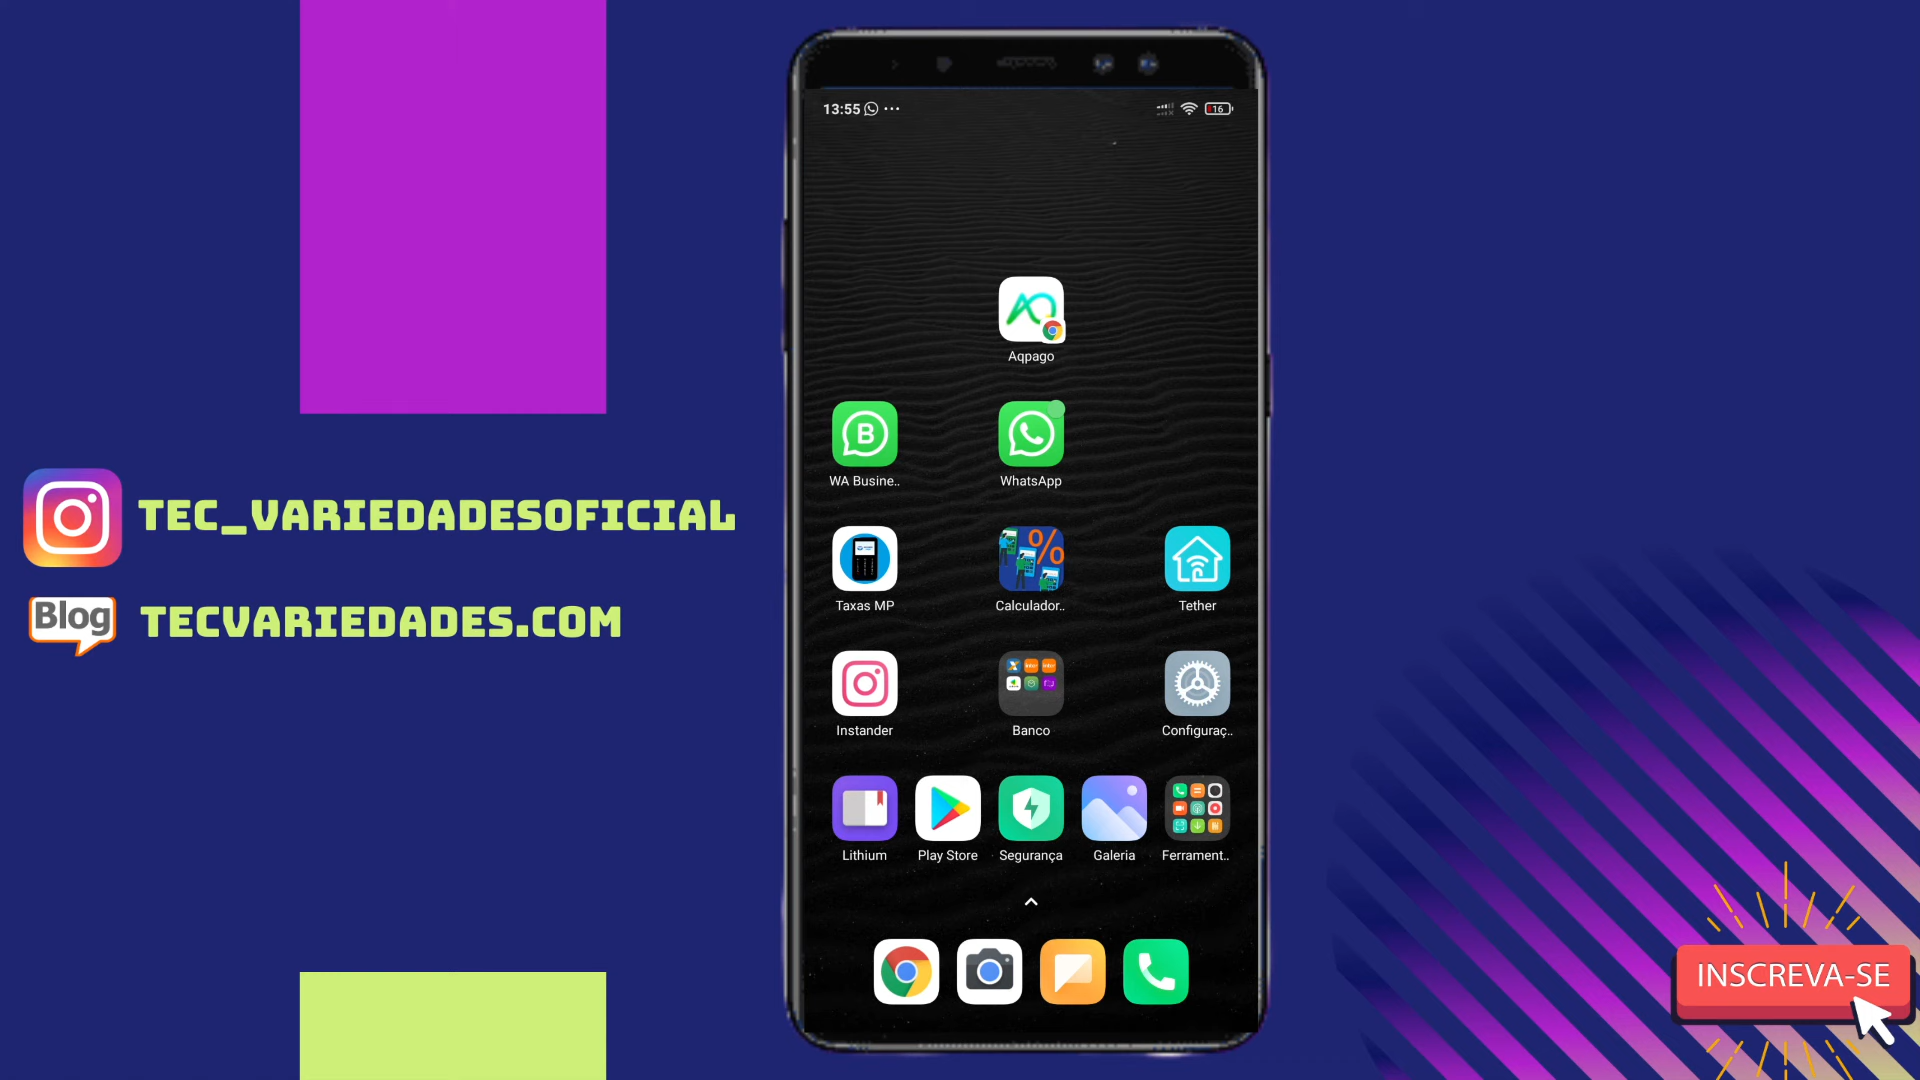 13:55
16
Aqpago
WA Busine..
WhatsApp
Taxas MP
Calculador..
Tether
Instander
Banco
Configuraç..
Lithium
Play Store
Segurança
Galeria
Ferrament..
TEC_VARIEDADESOFICIAL
Blog
TECVARIEDADES.COM
INSCREVA-SE